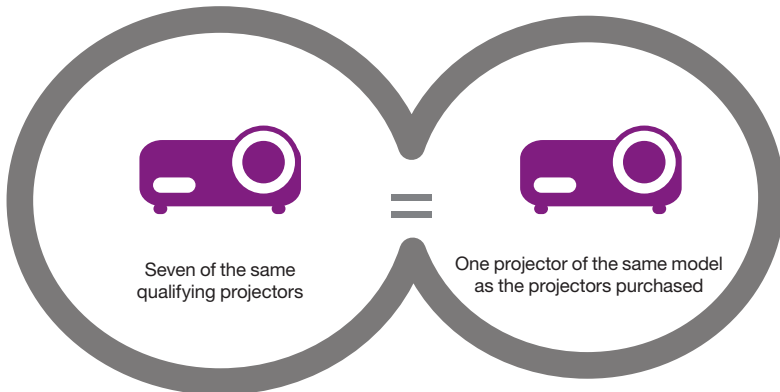 =
Seven of the same
qualifying projectors
One projector of the same model
as the projectors purchased